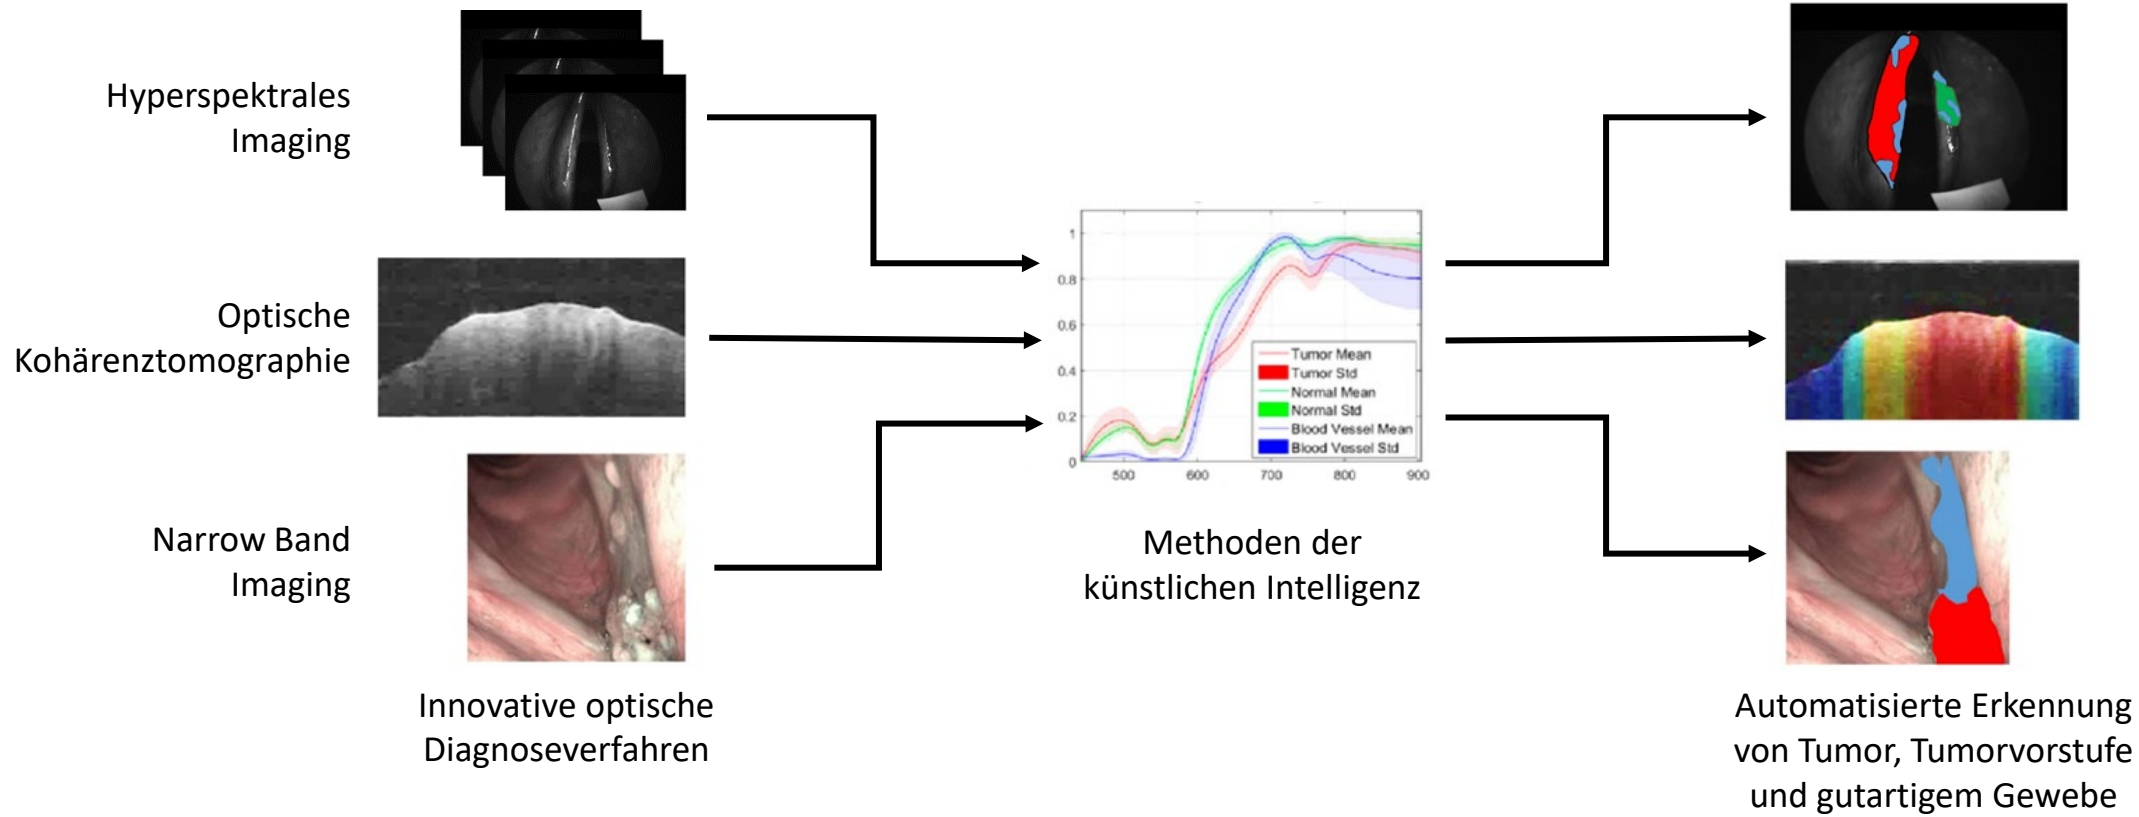 Hyperspektrales
Imaging
Optische
Kohärenztomographie
Narrow Band
Imaging
Innovative optische
Diagnoseverfahren
1
0.8
0.6
0.4
0.2
0
500
600
700
800
900
Tumor Mean
Tumor Std
Normal Mean
Normal Std
Blood Vessel Mean
Blood Vessel Std
Methoden der
künstlichen Intelligenz
Automatisierte Erkennung
von Tumor, Tumorvorstufe
und gutartigem Gewebe